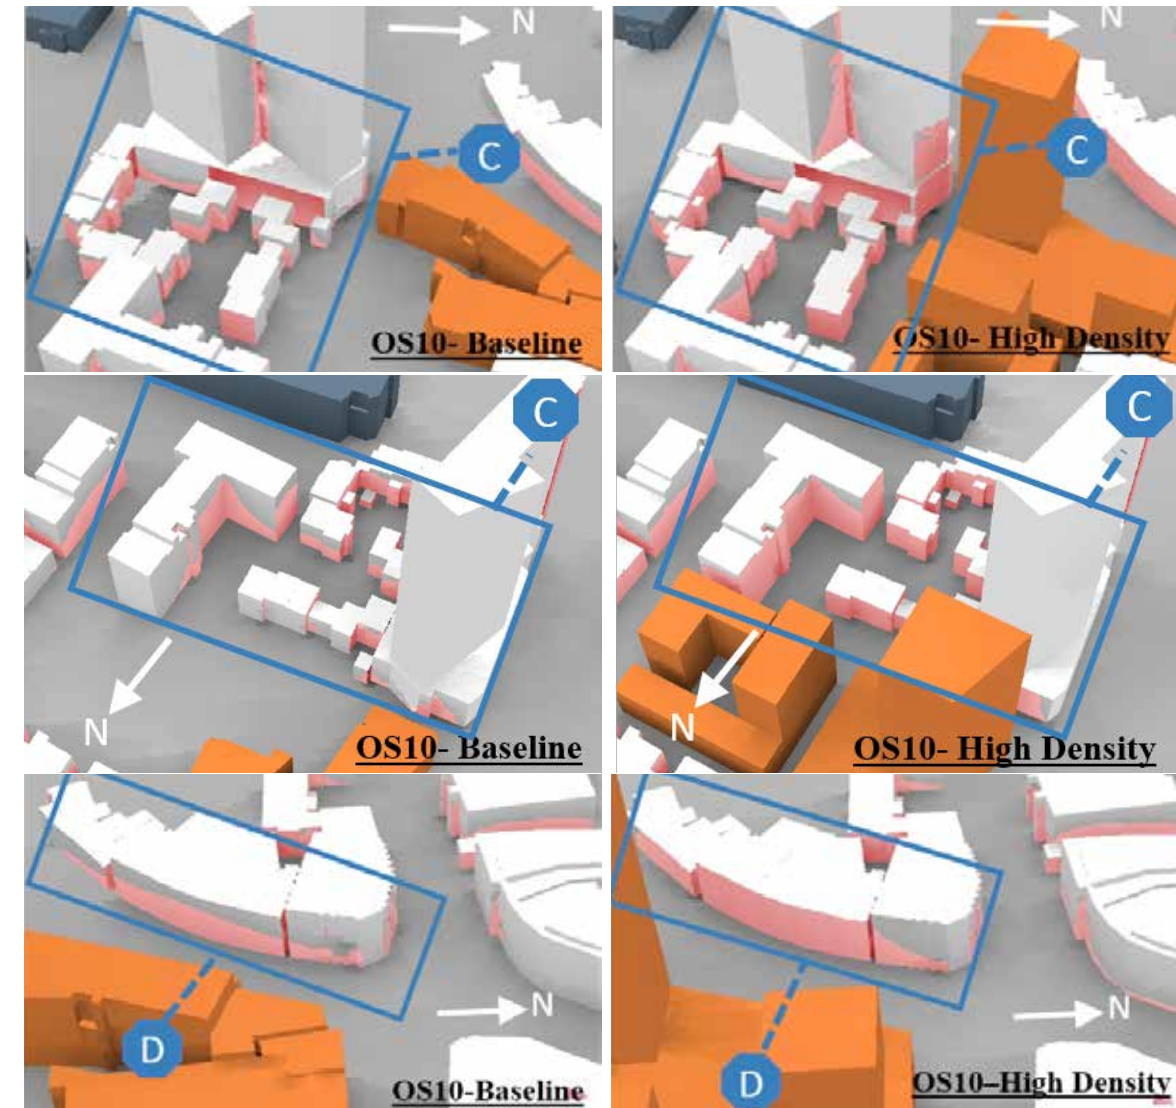 N
N
C
C
OS10- Baseline
OS10- High Density
C
C
N
N
OS10- Baseline
OS10- High Density
N
N
D
D
OS10-Baseline
OS10–High Density